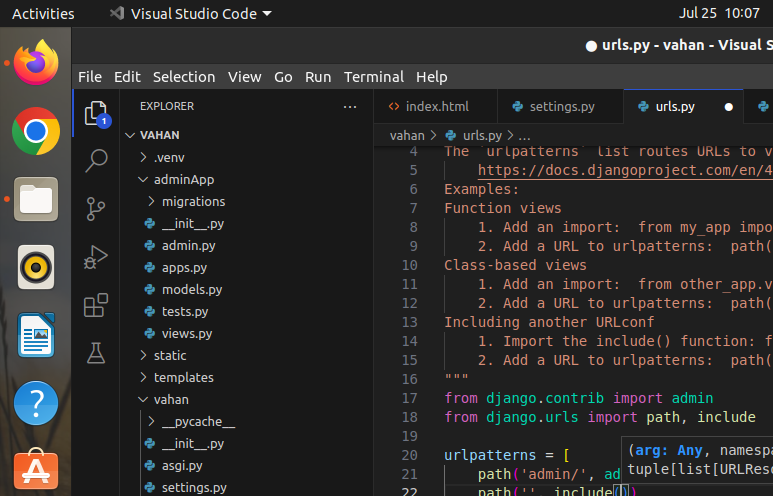 Activities
Visual Studio Code
Jul 25 10:07
● urls.py - vahan - Visual S
File Edit Selection View Go Run Terminal Help
1
EXPLORER
...
VAHAN
.venv
adminApp
migrations
__init__.py
admin.py
apps.py
models.py
tests.py
views.py
static
templates
vahan
__pycache__
__init__.py
asgi.py
settings.py
index.html
settings.py
urls.py
vahan > urls.py > ...
4 The `urlpatterns` list routes URLs to v
5 https://docs.djangoproject.com/en/4
6 Examples:
7 Function views
8 1. Add an import:  from my_app impo
9 2. Add a URL to urlpatterns:  path(
10 Class-based views
11 1. Add an import:  from other_app.v
12 2. Add a URL to urlpatterns:  path(
13 Including another URLconf
14 1. Import the include() function: f
15 2. Add a URL to urlpatterns:  path(
16 """
17 from django.contrib import admin
18 from django.urls import path, include
19
20 urlpatterns = [
21 path('admin/', ad
22 path('', include())
(arg: Any, namespa
tuple[list[URLReso